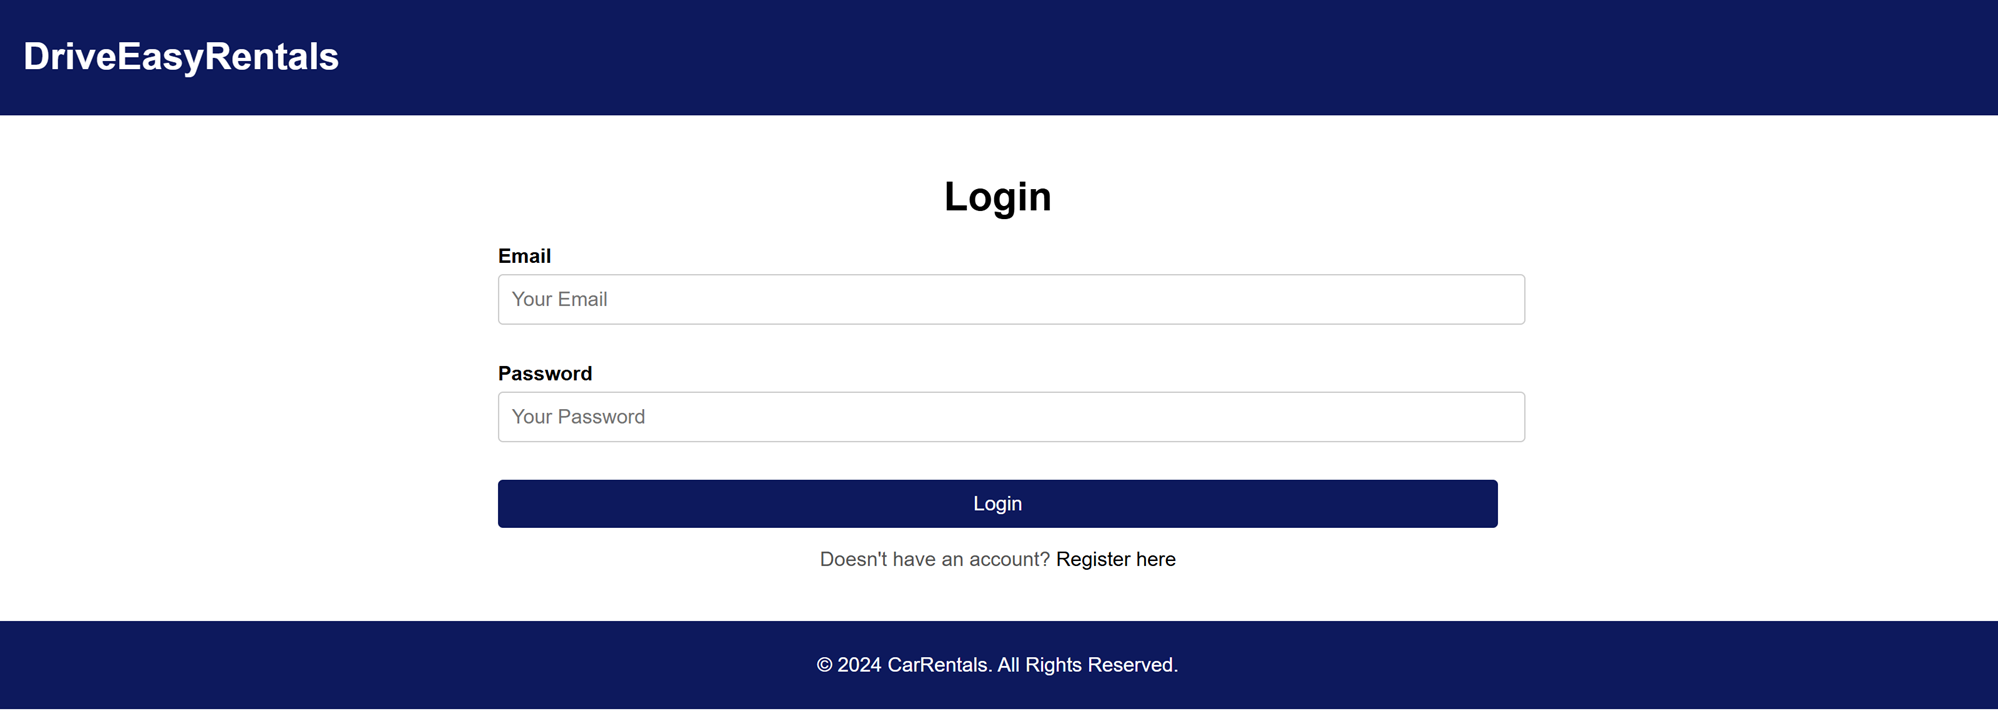 DriveEasyRentals
Login
Email
Your Email
Password
Your Password
Login
Doesn't have an account? Register here
© 2024 CarRentals. All Rights Reserved.